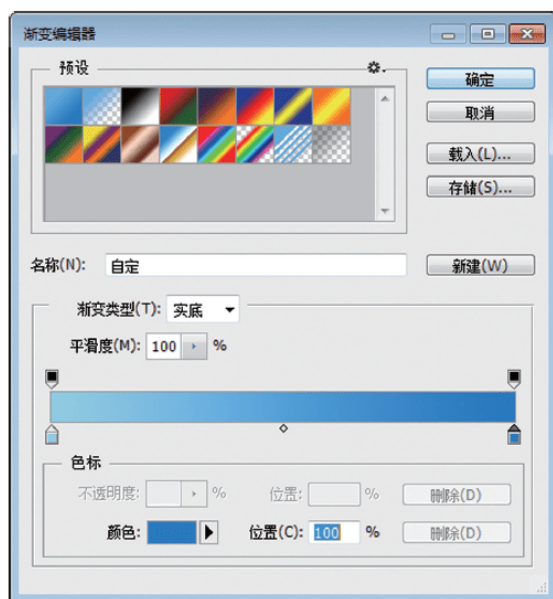 渐变编辑器
预设
确定
取消
载入(L)...
存储(S)...
名称(N): 自定 新建(W)
渐变类型(T): 实底
平滑度(M): 100 %
色标
不透明度: % 位置: % 删除(D)
颜色: 位置(C): 100 % 删除(D)